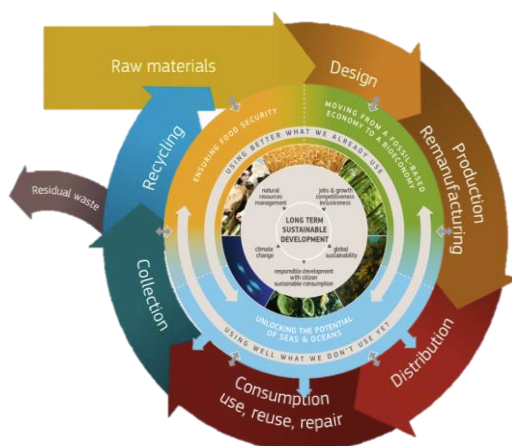 Raw materials
Design
Production
Remanufacturing
Distribution
Consumption
use, reuse, repair
Collection
Recycling
Residual waste
ENSURING FOOD SECURITY
MOVING FROM A FOSSIL-BASED
ECONOMY TO A BIOECONOMY
USING BETTER WHAT WE ALREADY USE
natural
resources
management
jobs & growth
competitiveness
inclusiveness
LONG TERM
SUSTAINABLE
DEVELOPMENT
climate
change
global
sustainability
responsible development
with citizen
sustainable consumption
UNLOCKING THE POTENTIAL
OF SEAS & OCEANS
USING WELL WHAT WE DON'T USE YET